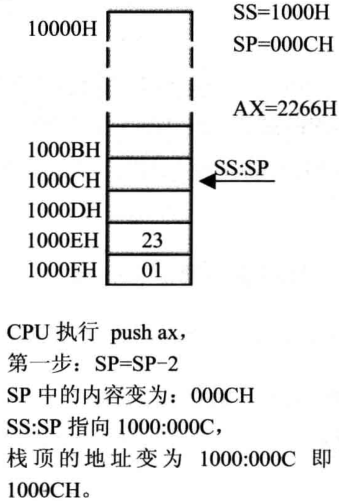 10000H
SS=1000H
SP=000CH
AX=2266H
1000BH
1000CH
SS:SP
1000DH
1000EH 23
1000FH 01
CPU 执行 push ax，
第一步：SP=SP-2
SP 中的内容变为：000CH
SS:SP 指向 1000:000C，
栈顶的地址变为 1000:000C 即
1000CH。